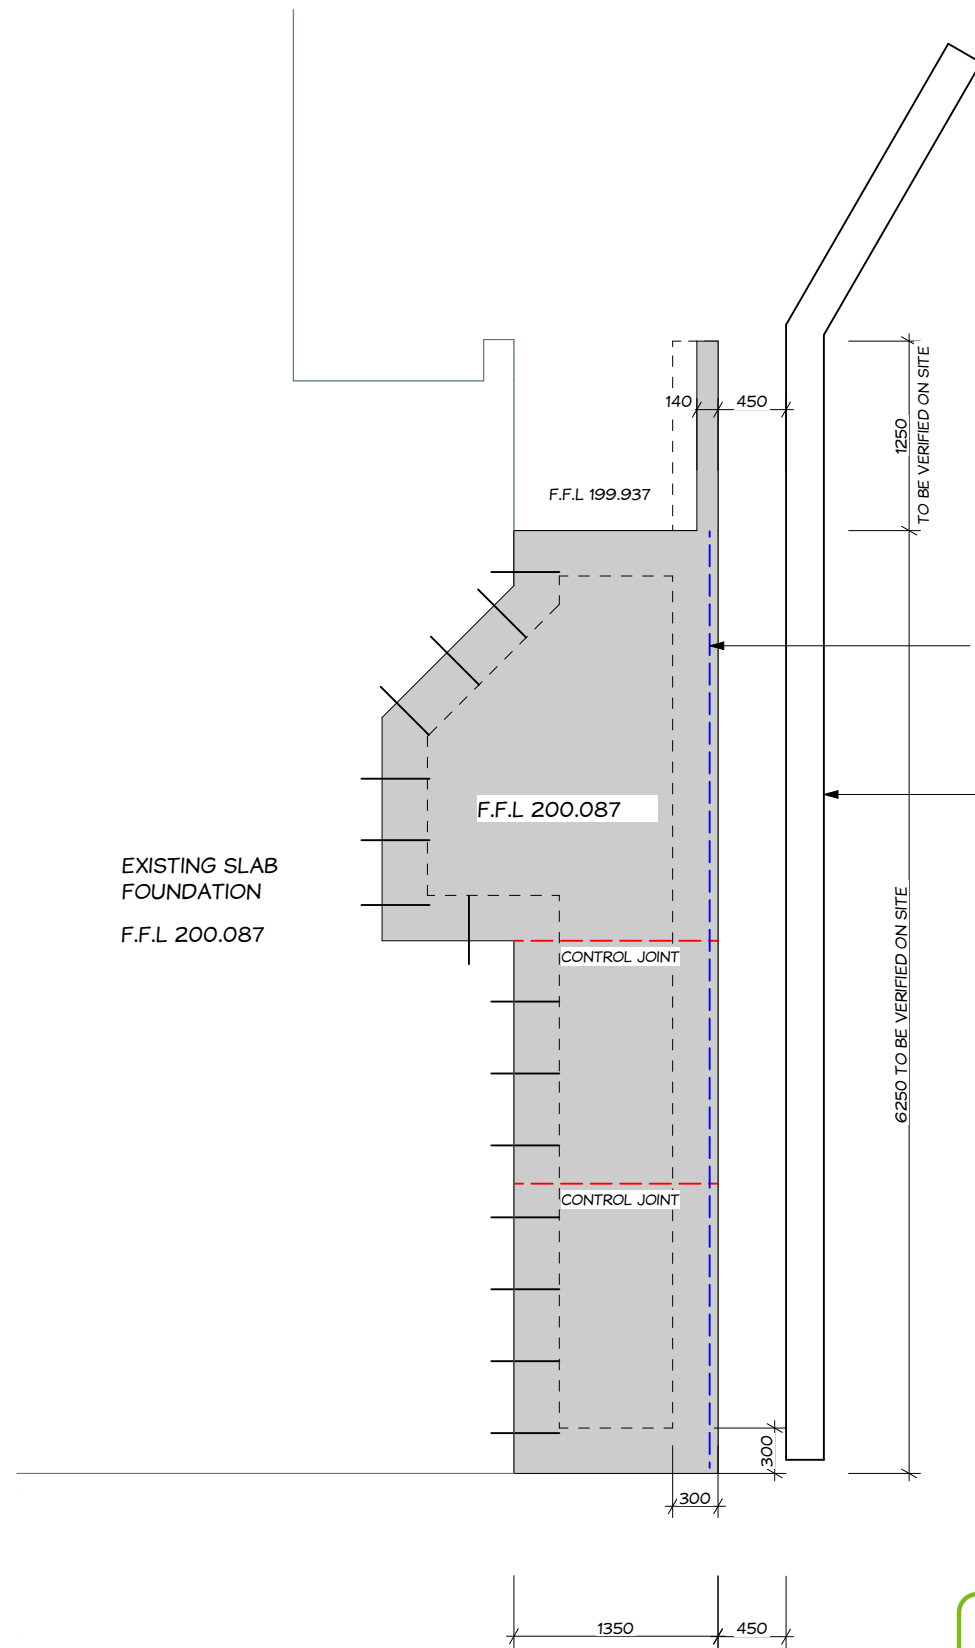 140
450
1250
TO BE VERIFIED ON SITE
F.F.L 199.937
F.F.L 200.087
EXISTING SLAB
FOUNDATION
F.F.L 200.087
CONTROL JOINT
6250 TO BE VERIFIED ON SITE
CONTROL JOINT
300
300
1350
450